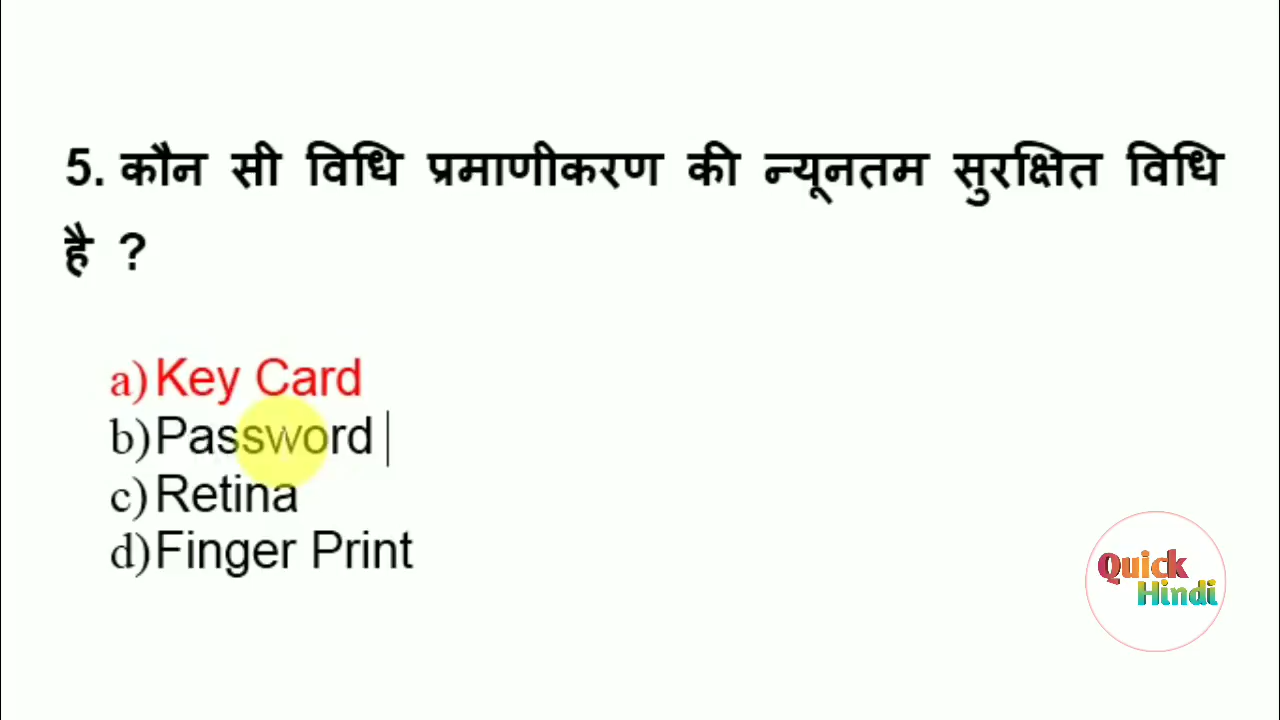 5. कौन सी विधि प्रमाणीकरण की न्यूनतम सुरक्षित विधि
है ?
a) Key Card
b) Password
c) Retina
d) Finger Print
Quick
Hindi